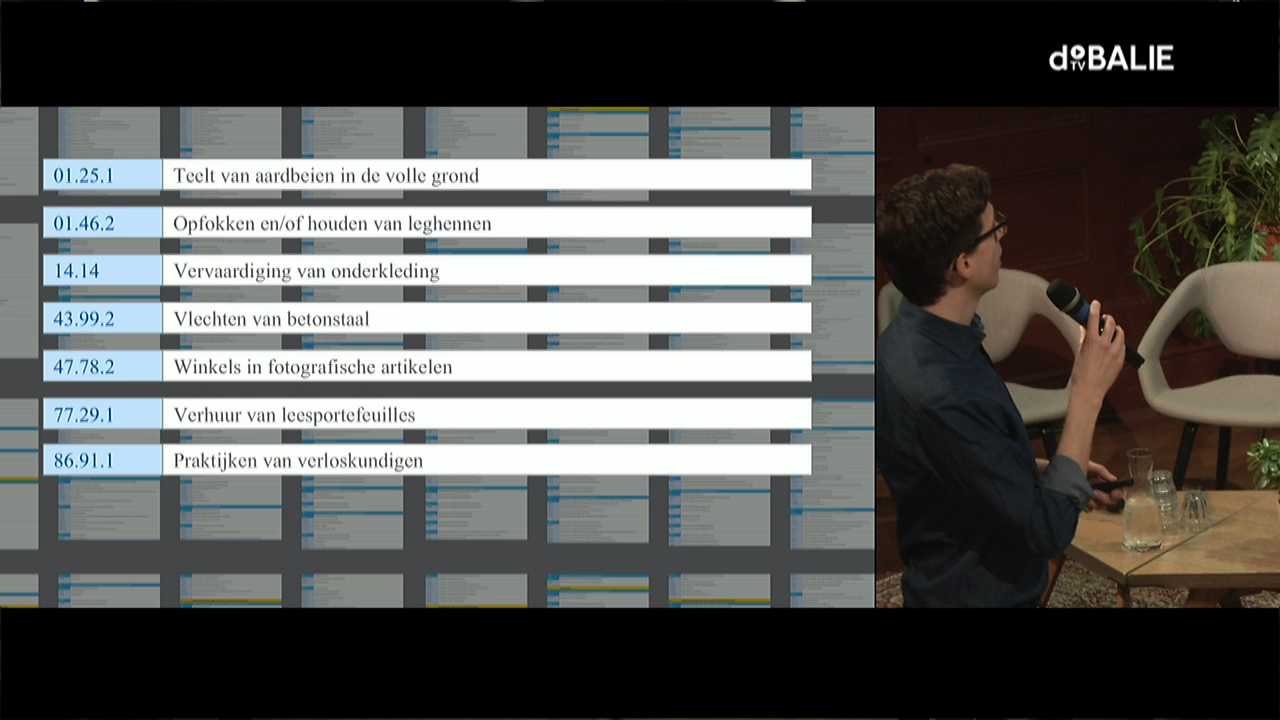 doBALIE
TV
01.25.1 Teelt van aardbeien in de volle grond
01.46.2 Opfokken en/of houden van leghennen
14.14 Vervaardiging van onderkleding
43.99.2 Vlechten van betonstaal
47.78.2 Winkels in fotografische artikelen
77.29.1 Verhuur van leesportefeuilles
86.91.1 Praktijken van verloskundigen